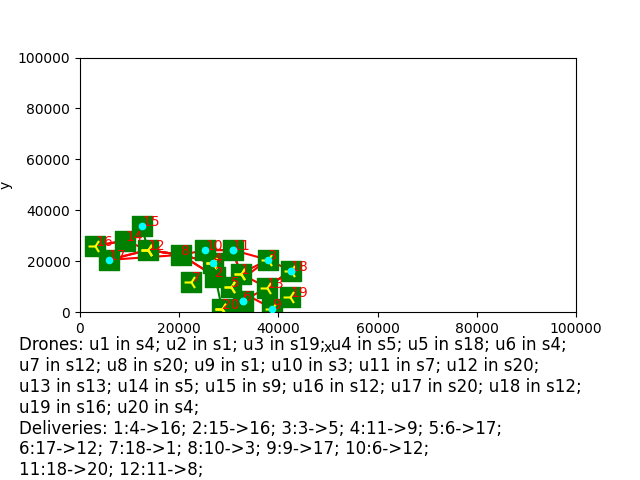 100000
80000
60000
40000
20000
0
y
0 20000 40000 60000 80000 100000
x
Drones: u1 in s4; u2 in s1; u3 in s19; u4 in s5; u5 in s18; u6 in s4;
u7 in s12; u8 in s20; u9 in s1; u10 in s3; u11 in s7; u12 in s20;
u13 in s13; u14 in s5; u15 in s9; u16 in s12; u17 in s20; u18 in s12;
u19 in s16; u20 in s4;
Deliveries: 1:4->16; 2:15->16; 3:3->5; 4:11->9; 5:6->17;
6:17->12; 7:18->1; 8:10->3; 9:9->17; 10:6->12;
11:18->20; 12:11->8;